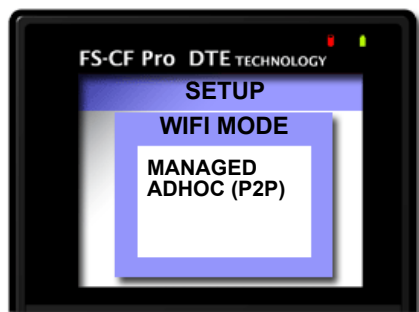 FS-CF Pro DTE TECHNOLOGY
SETUP
WIFI MODE
MANAGED
ADHOC (P2P)